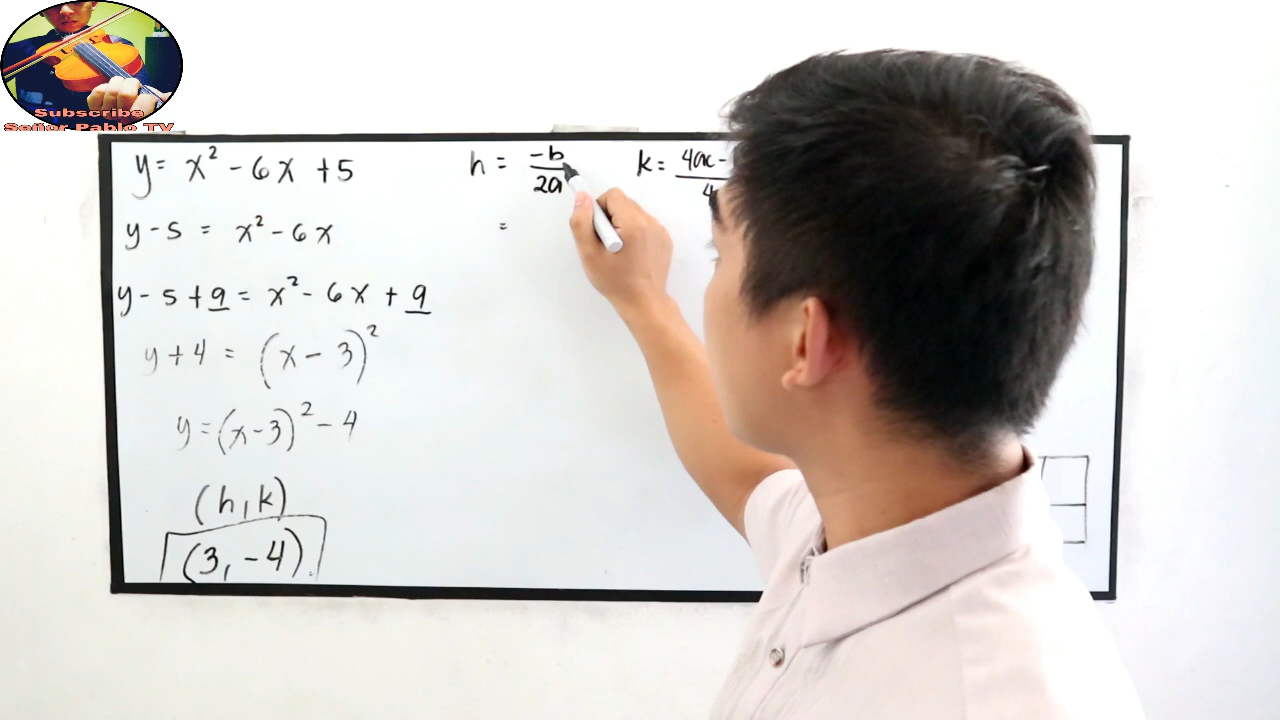 Subscribe
Señor Pablo TV
y = x² - 6x + 5
y - 5 = x² - 6x
y - 5 + 9 = x² - 6x + 9
y + 4 = (x - 3)²
y = (x - 3)² - 4
(h, k)
(3, -4).
h = -b/2a
=
k = 4ac - / 4